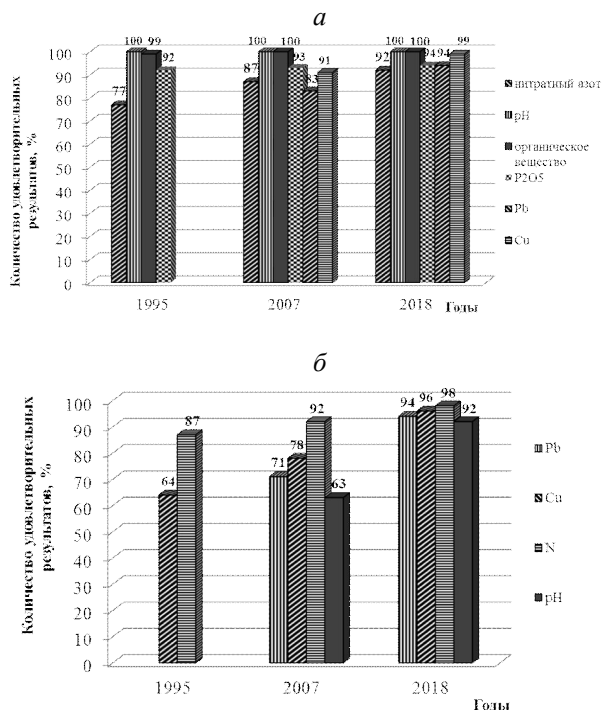 а
Количество удовлетворительных
результатов, %
100
90
80
70
60
50
40
30
20
10
0
77 100 99 92
87 100 100 93 83 91
92 100 100 94 94 99
1995 2007 2018 Годы
нитратный азот
pH
органическое
вещество
P2O5
Pb
Cu
б
Количество удовлетворительных
результатов, %
100
90
80
70
60
50
40
30
20
10
0
64 87
71 78 92 63
94 96 98 92
1995 2007 2018
Годы
Pb
Cu
N
pH